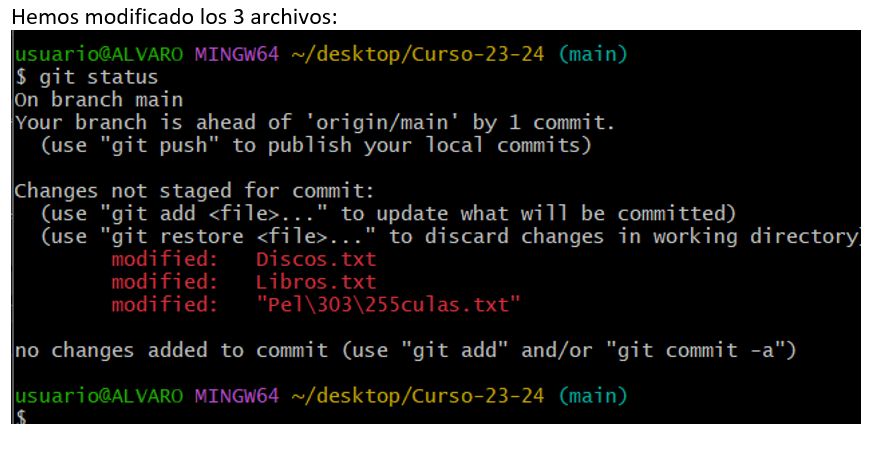 Hemos modificado los 3 archivos:
usuario@ALVARO MINGW64 ~/desktop/Curso-23-24 (main)
$ git status
On branch main
Your branch is ahead of 'origin/main' by 1 commit.
  (use "git push" to publish your local commits)

Changes not staged for commit:
  (use "git add <file>..." to update what will be committed)
  (use "git restore <file>..." to discard changes in working directory)
        modified:   Discos.txt
        modified:   Libros.txt
        modified:   "Pel\303\255culas.txt"

no changes added to commit (use "git add" and/or "git commit -a")

usuario@ALVARO MINGW64 ~/desktop/Curso-23-24 (main)
$